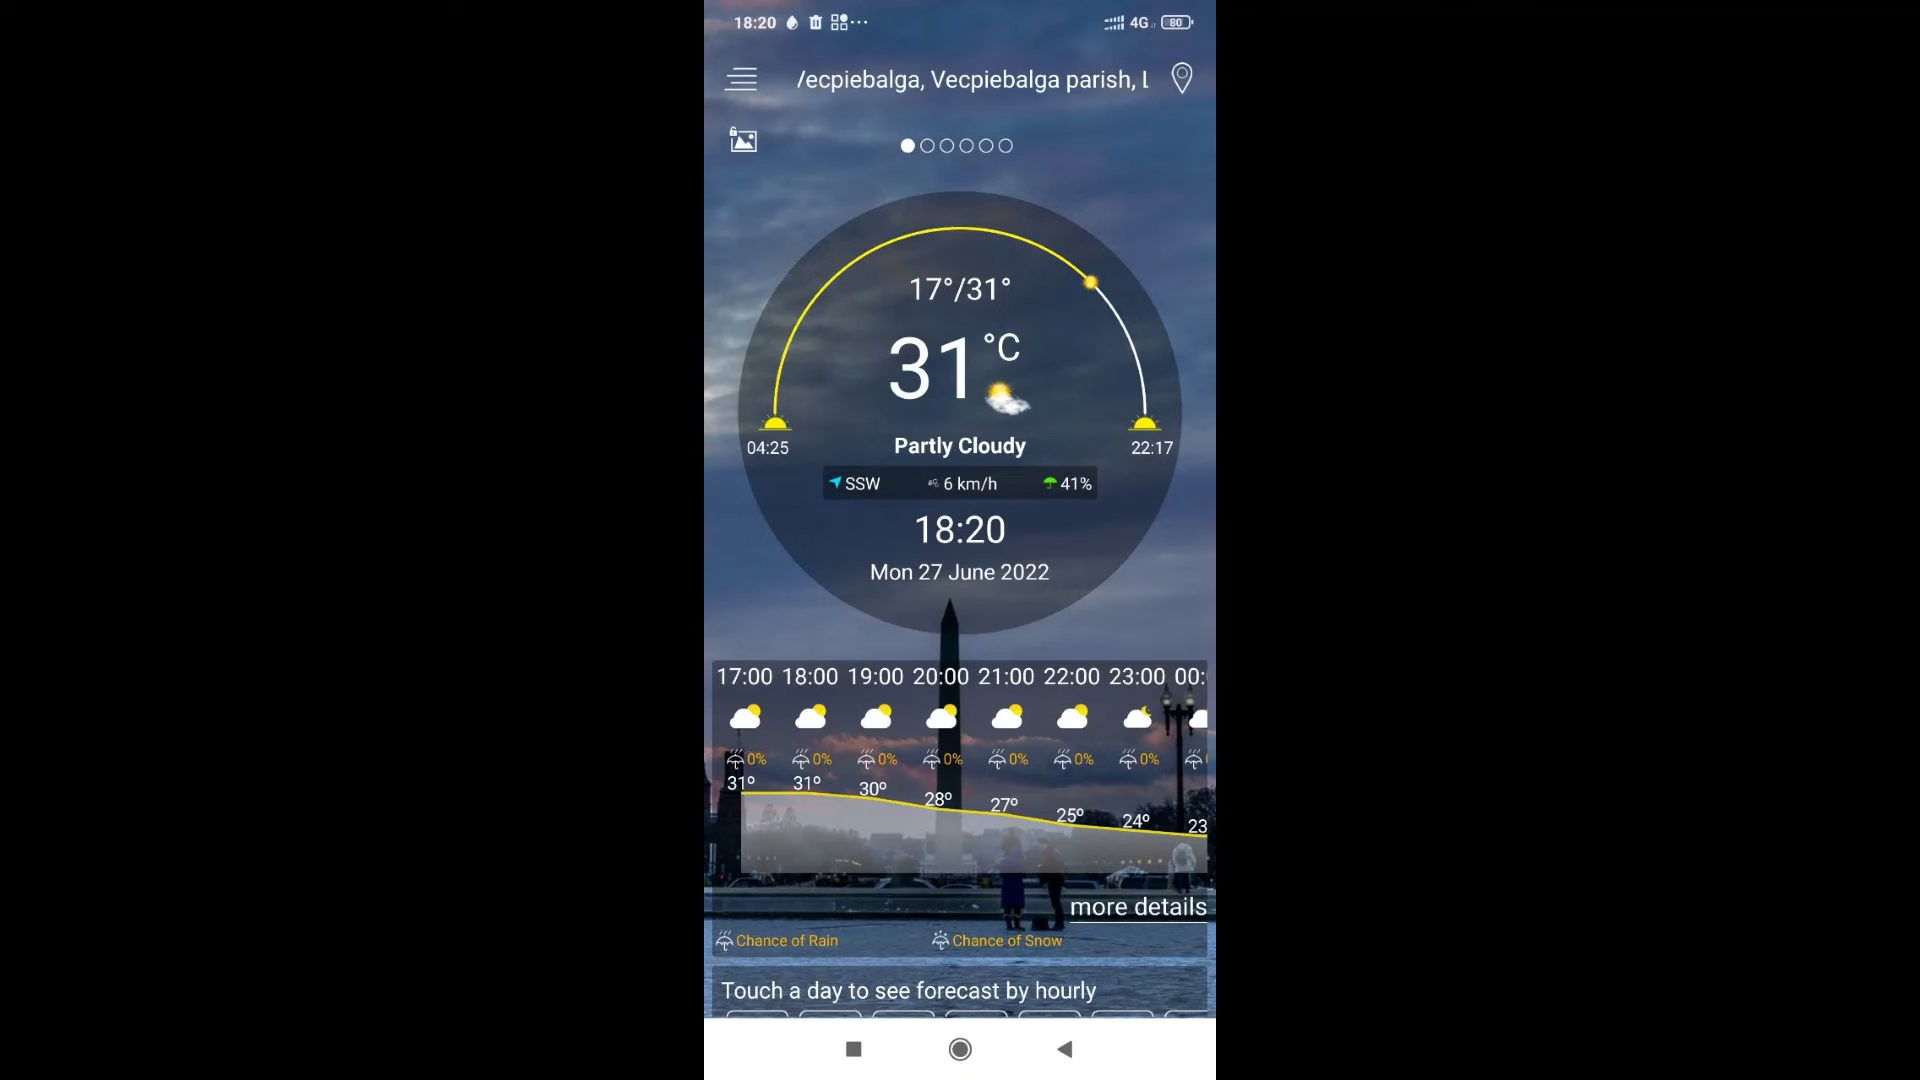 18:20 4G 80
Vecpiebalga, Vecpiebalga parish, L
17°/31°
31 °C
04:25 Partly Cloudy 22:17
SSW 6 km/h 41%
18:20
Mon 27 June 2022
17:00 18:00 19:00 20:00 21:00 22:00 23:00 00:
0% 0% 0% 0% 0% 0% 0%
31° 31° 30° 28° 27° 25° 24° 23
more details
Chance of Rain Chance of Snow
Touch a day to see forecast by hourly